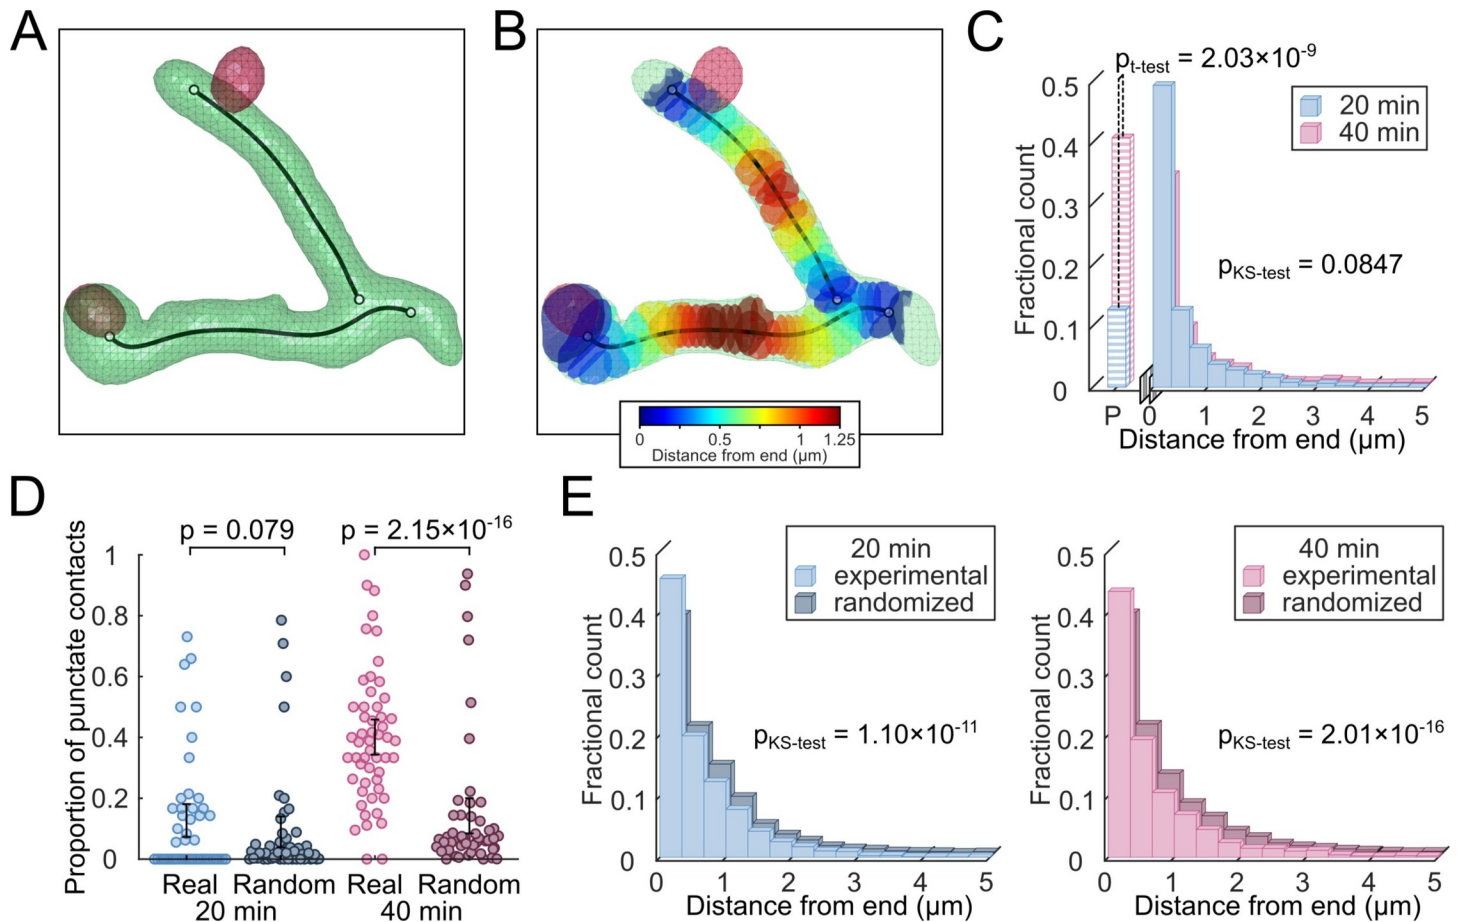 A
B
0
0.5
1
1.25
Distance from end (µm)
C
p t-test = 2.03×10-9
20 min
40 min
pKS-test = 0.0847
Fractional count
0.5
0.4
0.3
0.2
0.1
0
P
0
1
2
3
4
5
Distance from end (µm)
D
p = 0.079
p = 2.15×10-16
Proportion of punctate contacts
1
0.8
0.6
0.4
0.2
0
Real
Random
Real
Random
20 min
40 min
E
20 min
experimental
randomized
pKS-test = 1.10×10-11
Fractional count
0.5
0.4
0.3
0.2
0.1
0
0
1
2
3
4
5
Distance from end (µm)
40 min
experimental
randomized
pKS-test = 2.01×10-16
Fractional count
0.5
0.4
0.3
0.2
0.1
0
0
1
2
3
4
5
Distance from end (µm)